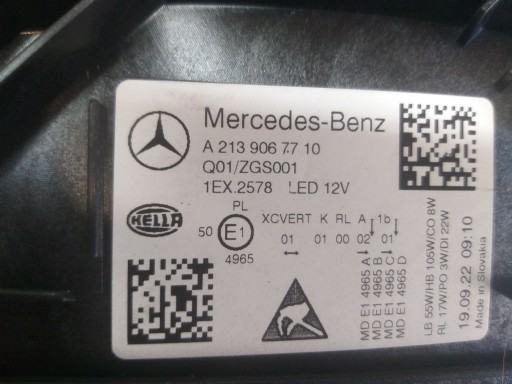 Mercedes-Benz
A 213 906 77 10
Q01/ZGS001
1EX.2578 LED 12V
HELLA
PL
50 E1
4965
XCVERT K RL A 1b
01 01 00 02 01
MD E1 4965 A
MD E1 4965 B
MD E1 4965 C
MD E1 4965 D
LB 55W/HB 105W/CO 8W
RL 17W/PO 3W/DI 22W
19.09.22 09:10
Made in Slovakia